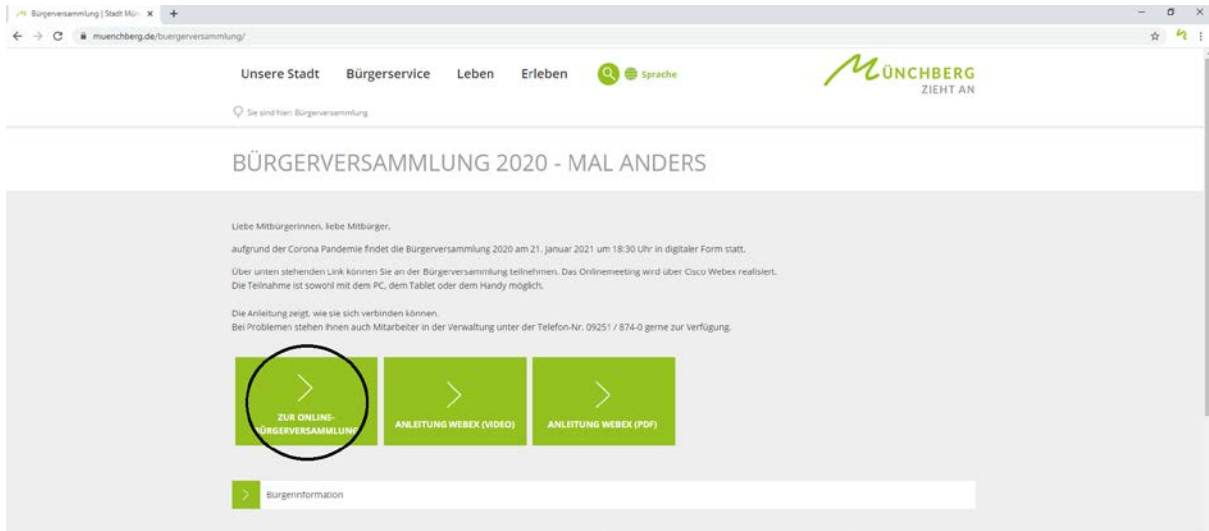 Bürgerversammlung | Stadt Mün
muenchberg.de/buergerversammlung/
Unsere Stadt Bürgerservice Leben Erleben Sprache
MÜNCHBERG
ZIEHT AN
Sie sind hier: Bürgerversammlung
BÜRGERVERSAMMLUNG 2020 - MAL ANDERS
Liebe Mitbürgerinnen, liebe Mitbürger,
aufgrund der Corona Pandemie findet die Bürgerversammlung 2020 am 21. Januar 2021 um 18:30 Uhr in digitaler Form statt.
Über unten stehenden Link können Sie an der Bürgerversammlung teilnehmen. Das Onlinemeeting wird über Cisco Webex realisiert.
Die Teilnahme ist sowohl mit dem PC, dem Tablet oder dem Handy möglich.
Die Anleitung zeigt, wie sie sich verbinden können.
Bei Problemen stehen Ihnen auch Mitarbeiter in der Verwaltung unter der Telefon-Nr. 09251 / 874-0 gerne zur Verfügung.
ZUR ONLINE-
BÜRGERVERSAMMLUNG
ANLEITUNG WEBEX (VIDEO)
ANLEITUNG WEBEX (PDF)
Bürgerinformation